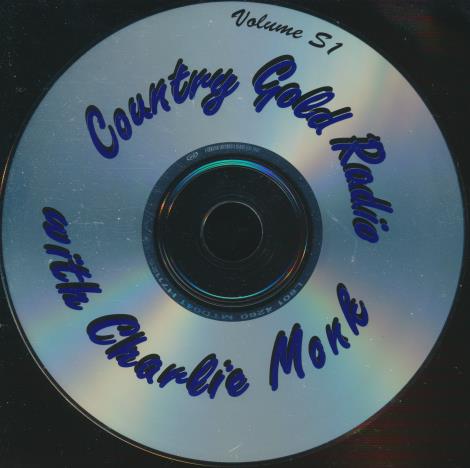 Volume S1
Country Gold Radio
with Charlie Monk